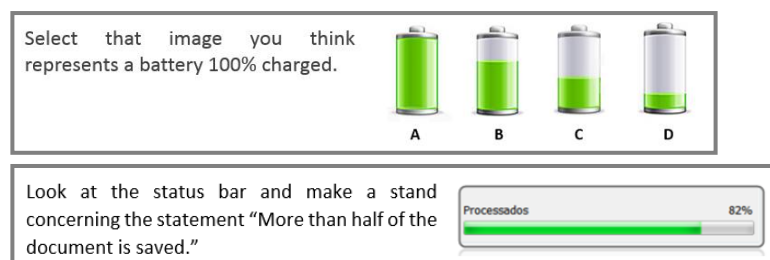 Select that image you think
represents a battery 100% charged.
A B C D
Look at the status bar and make a stand
concerning the statement “More than half of the
document is saved.”
Processados 82%